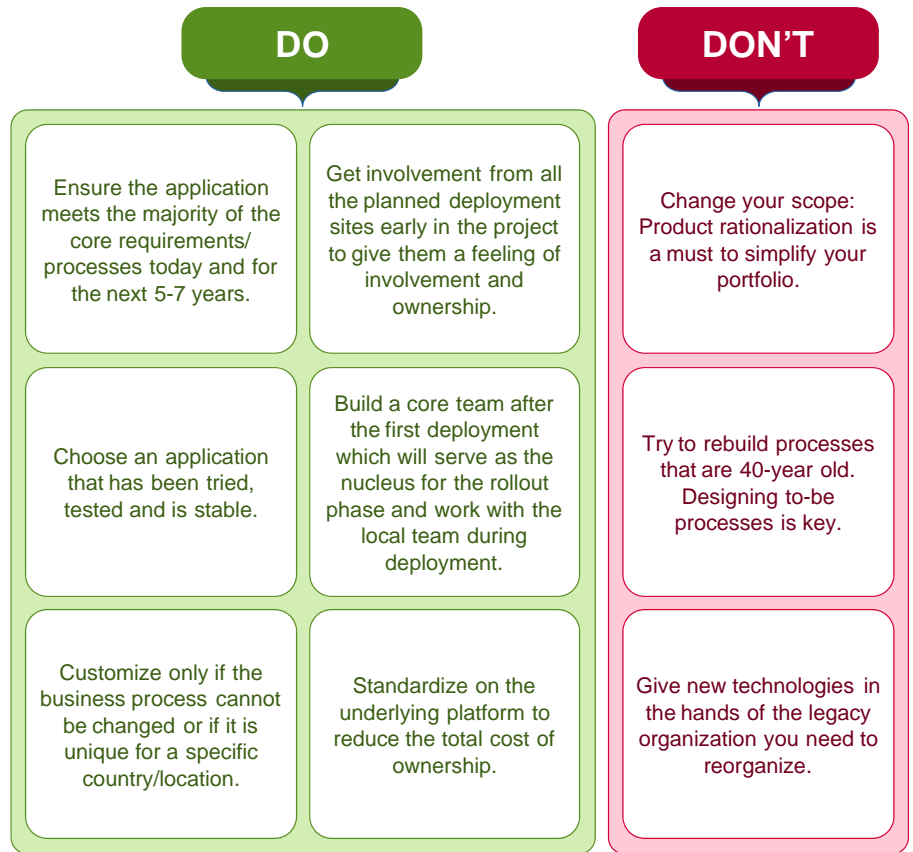 DO
Ensure the application
meets the majority of the
core requirements/
processes today and for
the next 5-7 years.
Get involvement from all
the planned deployment
sites early in the project
to give them a feeling of
involvement and
ownership.
Choose an application
that has been tried,
tested and is stable.
Build a core team after
the first deployment
which will serve as the
nucleus for the rollout
phase and work with the
local team during
deployment.
Customize only if the
business process cannot
be changed or if it is
unique for a specific
country/location.
Standardize on the
underlying platform to
reduce the total cost of
ownership.
DON'T
Change your scope:
Product rationalization is
a must to simplify your
portfolio.
Try to rebuild processes
that are 40-year old.
Designing to-be
processes is key.
Give new technologies in
the hands of the legacy
organization you need to
reorganize.